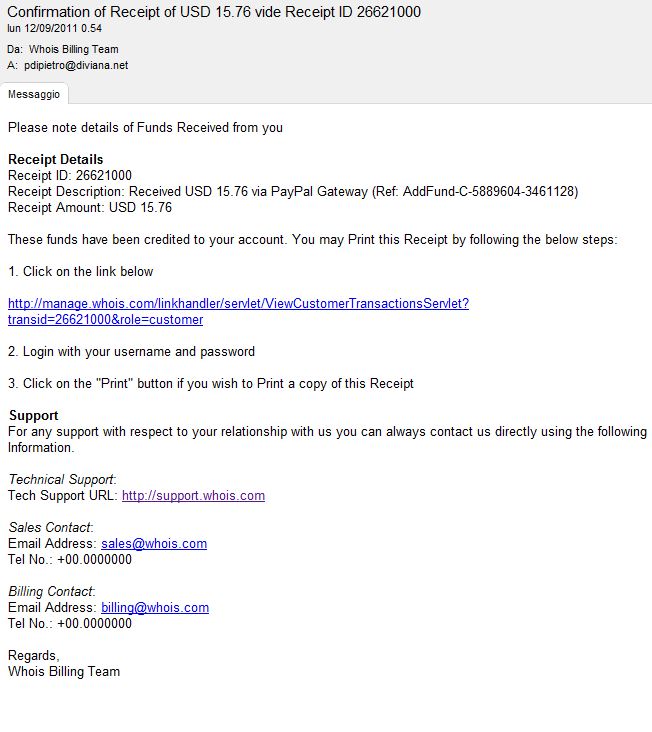 Confirmation of Receipt of USD 15.76 vide Receipt ID 26621000
lun 12/09/2011 0.54
Da: Whois Billing Team
A: pdipietro@diviana.net
Messaggio
Please note details of Funds Received from you
Receipt Details
Receipt ID: 26621000
Receipt Description: Received USD 15.76 via PayPal Gateway (Ref: AddFund-C-5889604-3461128)
Receipt Amount: USD 15.76
These funds have been credited to your account. You may Print this Receipt by following the below steps:
1. Click on the link below
http://manage.whois.com/linkhandler/servlet/ViewCustomerTransactionsServlet?
transid=26621000&role=customer
2. Login with your username and password
3. Click on the "Print" button if you wish to Print a copy of this Receipt
Support
For any support with respect to your relationship with us you can always contact us directly using the following
Information.
Technical Support:
Tech Support URL: http://support.whois.com
Sales Contact:
Email Address: sales@whois.com
Tel No.: +00.0000000
Billing Contact:
Email Address: billing@whois.com
Tel No.: +00.0000000
Regards,
Whois Billing Team